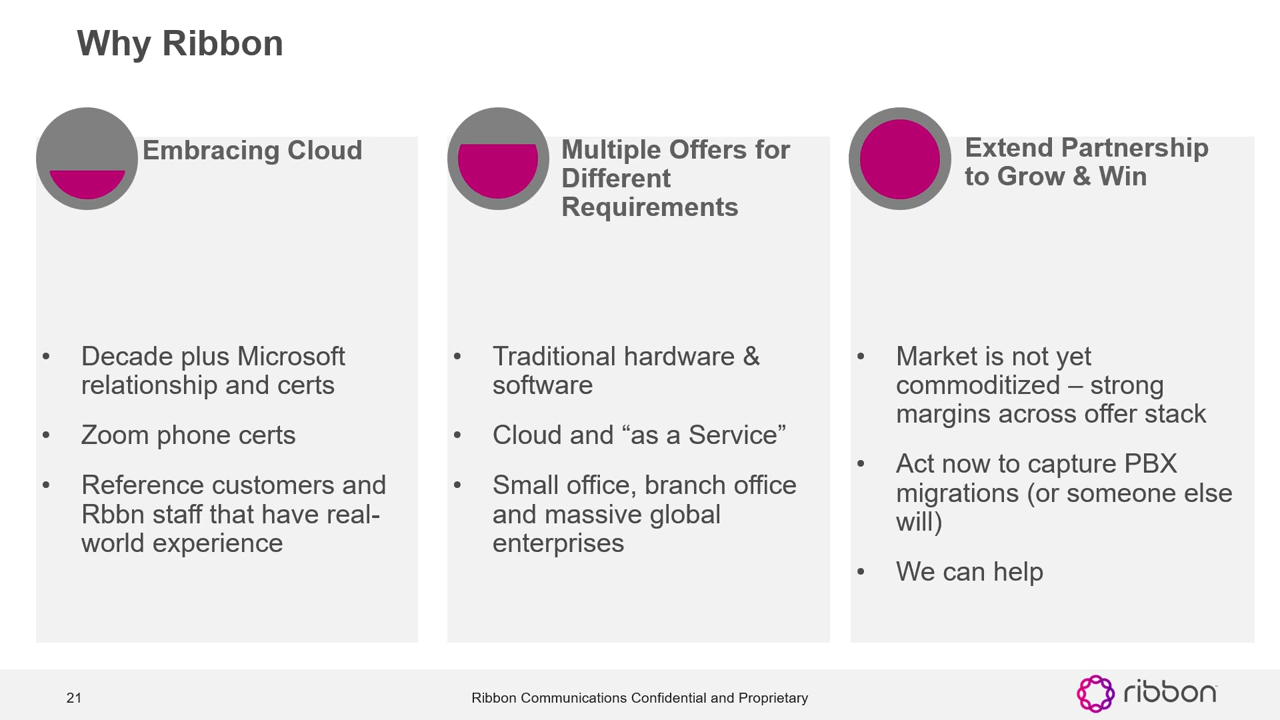 Why Ribbon
Embracing Cloud
• Decade plus Microsoft
relationship and certs
• Zoom phone certs
• Reference customers and
Rbbn staff that have real-
world experience
Multiple Offers for
Different
Requirements
• Traditional hardware &
software
• Cloud and “as a Service”
• Small office, branch office
and massive global
enterprises
Extend Partnership
to Grow & Win
• Market is not yet
commoditized – strong
margins across offer stack
• Act now to capture PBX
migrations (or someone else
will)
• We can help
21
Ribbon Communications Confidential and Proprietary
ribbon